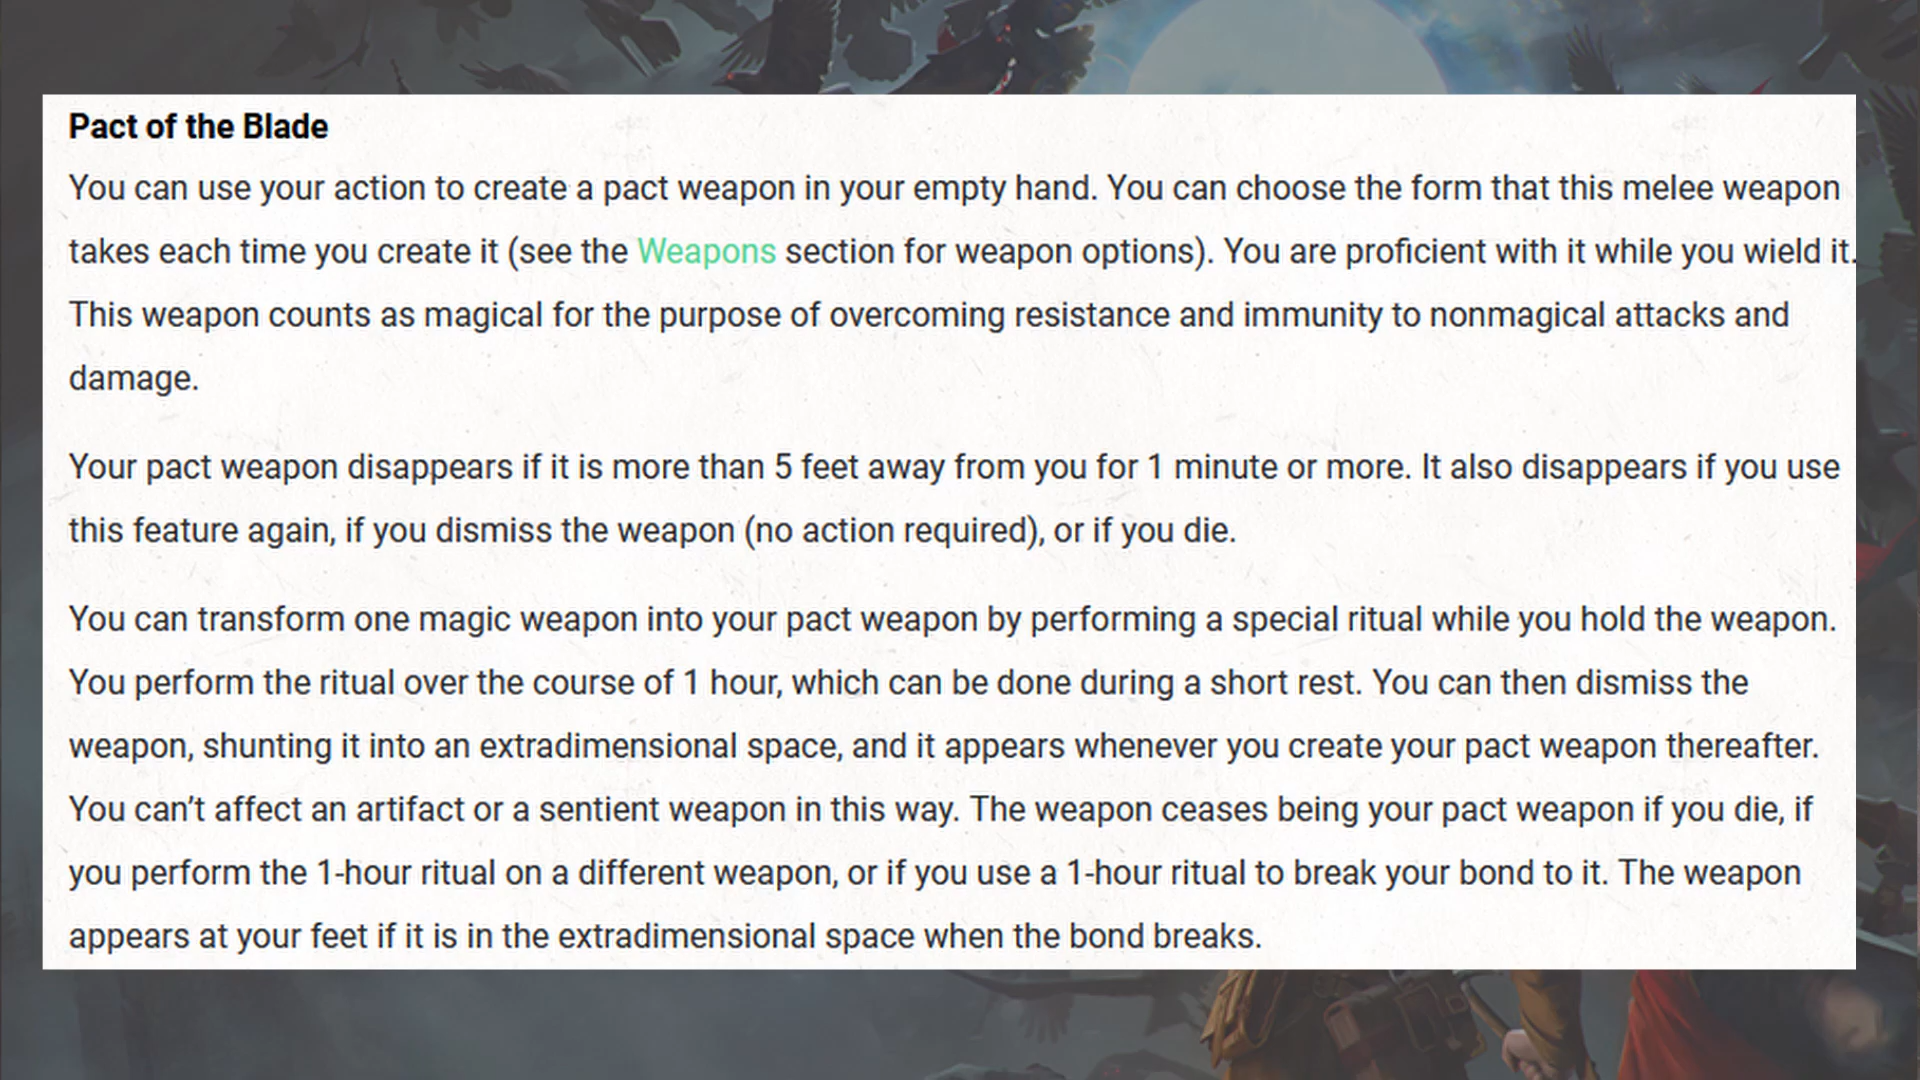 Pact of the Blade
You can use your action to create a pact weapon in your empty hand. You can choose the form that this melee weapon
takes each time you create it (see the Weapons section for weapon options). You are proficient with it while you wield it.
This weapon counts as magical for the purpose of overcoming resistance and immunity to nonmagical attacks and
damage.
Your pact weapon disappears if it is more than 5 feet away from you for 1 minute or more. It also disappears if you use
this feature again, if you dismiss the weapon (no action required), or if you die.
You can transform one magic weapon into your pact weapon by performing a special ritual while you hold the weapon.
You perform the ritual over the course of 1 hour, which can be done during a short rest. You can then dismiss the
weapon, shunting it into an extradimensional space, and it appears whenever you create your pact weapon thereafter.
You can’t affect an artifact or a sentient weapon in this way. The weapon ceases being your pact weapon if you die, if
you perform the 1-hour ritual on a different weapon, or if you use a 1-hour ritual to break your bond to it. The weapon
appears at your feet if it is in the extradimensional space when the bond breaks.